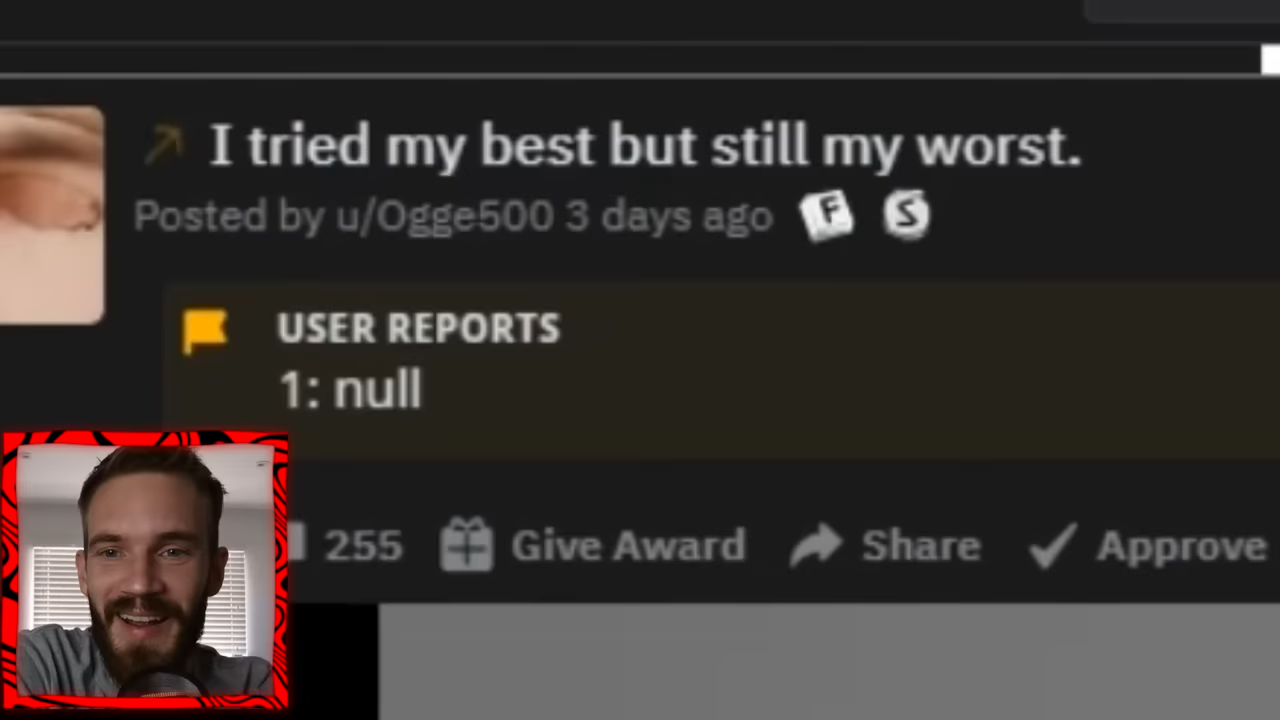 I tried my best but still my worst.
Posted by u/Ogge500 3 days ago F S
USER REPORTS
1: null
255 Give Award Share Approve